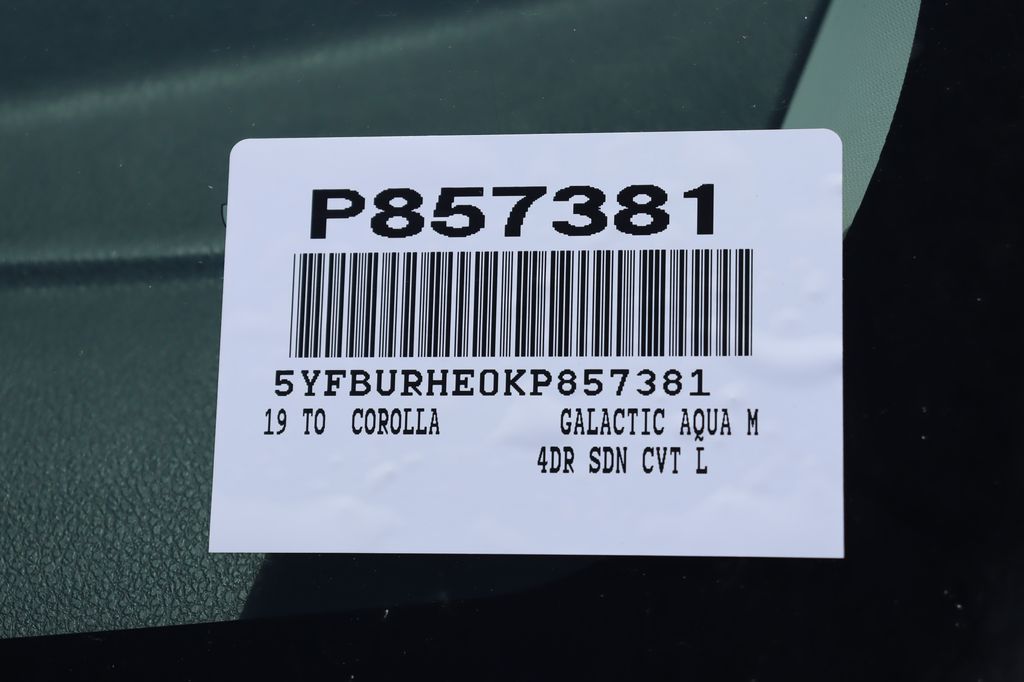 P857381
5YFBURHE0KP857381
19 TO COROLLA GALACTIC AQUA M
4DR SDN CVT L